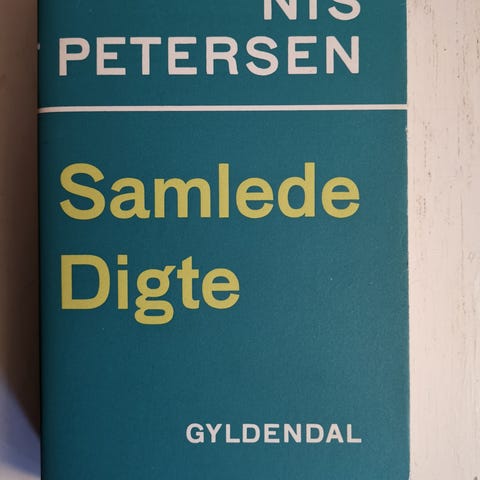 NIS
PETERSEN
Samlede
Digte
GYLDENDAL